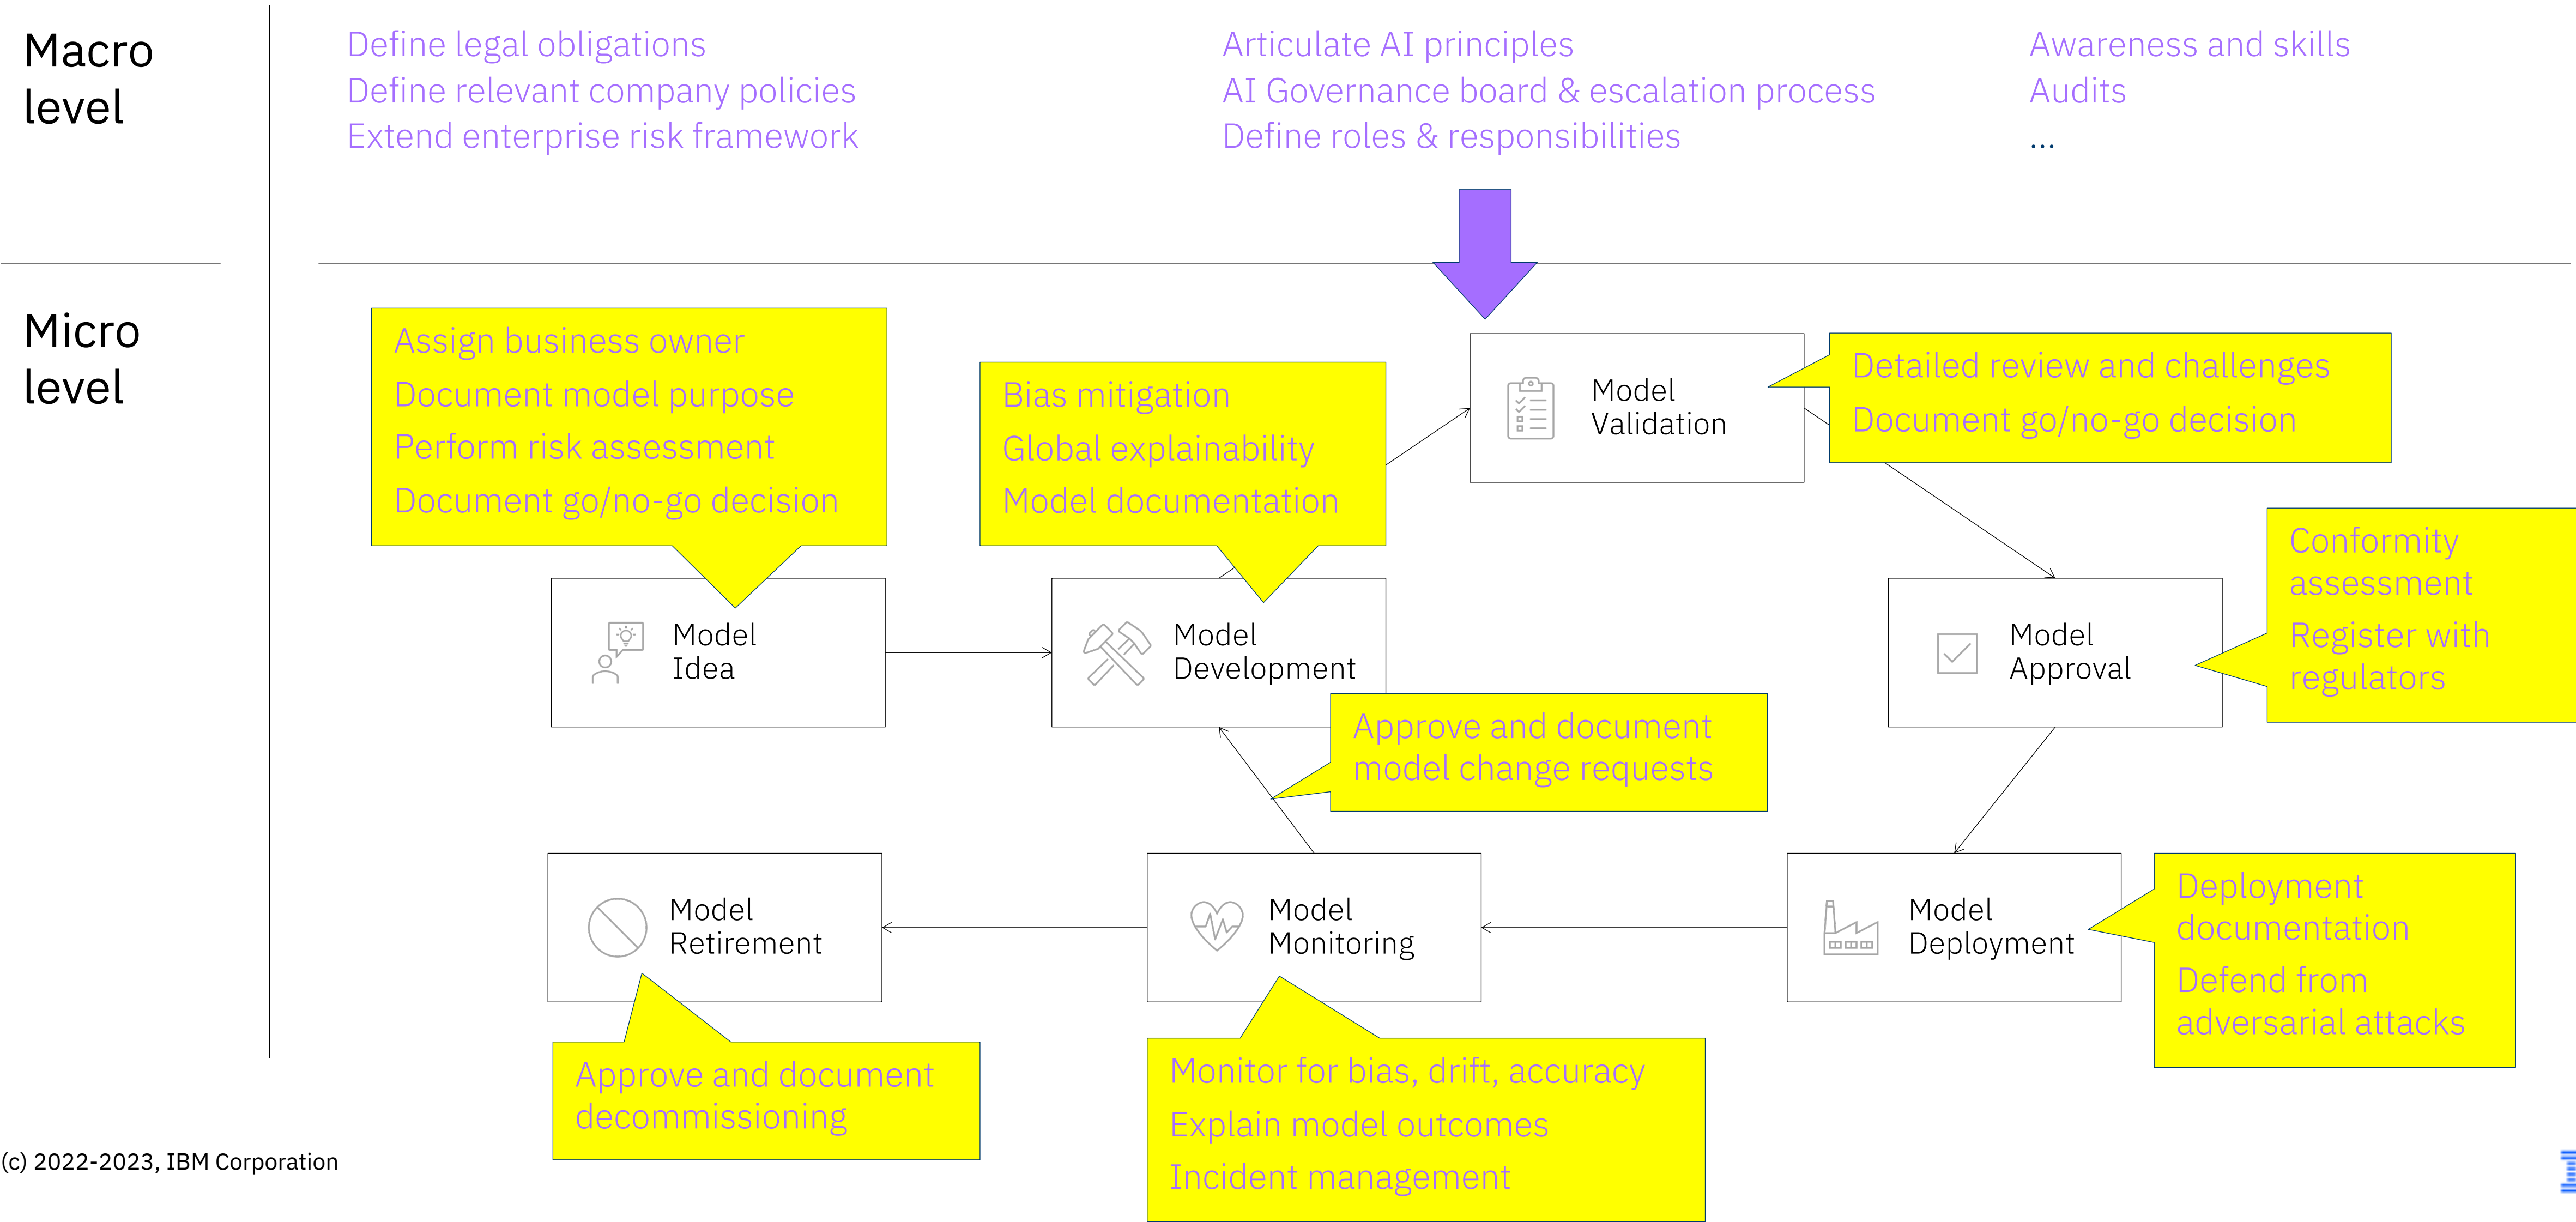 Macro
level
Define legal obligations
Define relevant company policies
Extend enterprise risk framework
Articulate AI principles
AI Governance board & escalation process
Define roles & responsibilities
Awareness and skills
Audits
...
Micro
level
Assign business owner
Document model purpose
Perform risk assessment
Document go/no-go decision
Bias mitigation
Global explainability
Model documentation
Model
Validation
Detailed review and challenges
Document go/no-go decision
Conformity
assessment
Register with
regulators
Model
Idea
Model
Development
Model
Approval
Approve and document
model change requests
Model
Retirement
Model
Monitoring
Model
Deployment
Deployment
documentation
Defend from
adversarial attacks
Approve and document
decommissioning
Monitor for bias, drift, accuracy
Explain model outcomes
Incident management
(c) 2022-2023, IBM Corporation